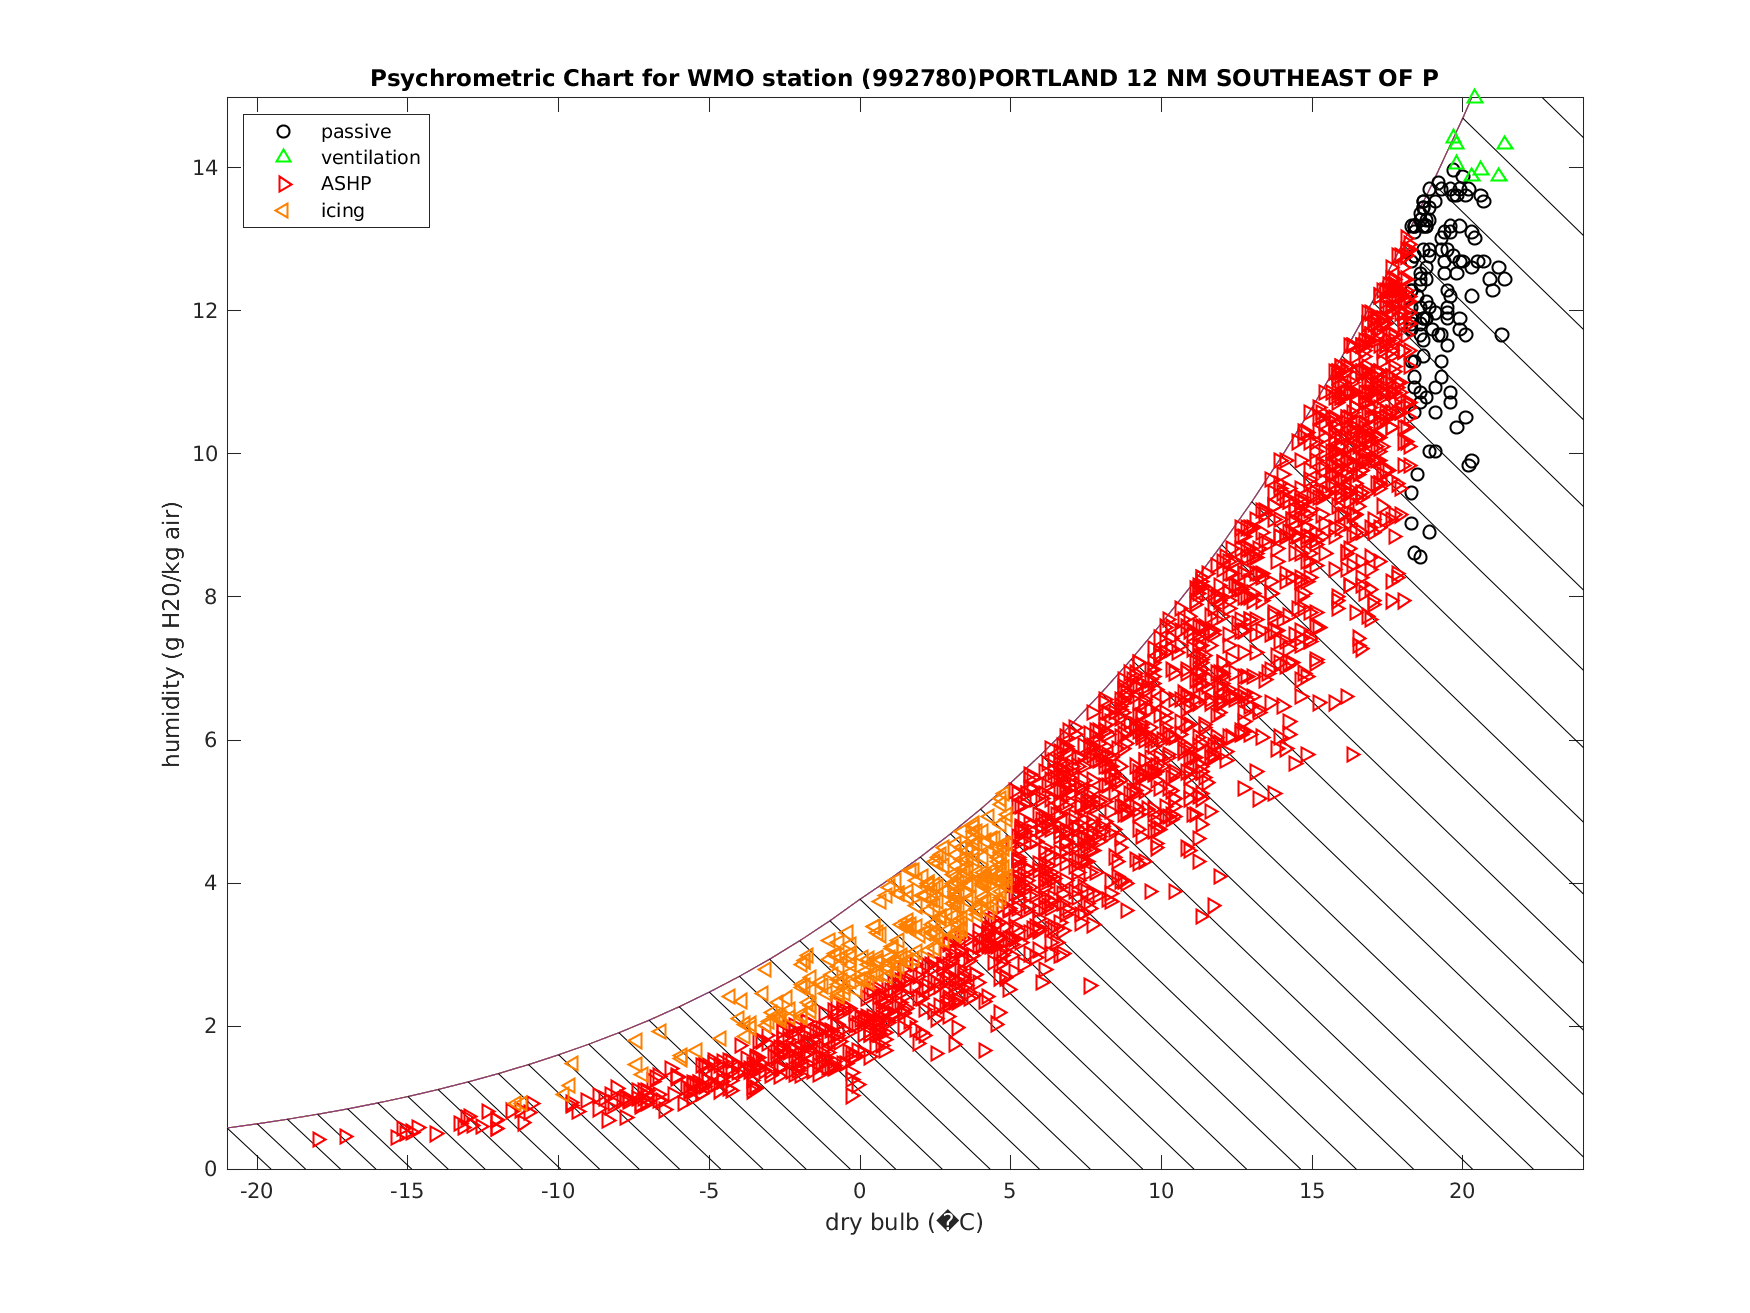 Psychrometric Chart for WMO station (992780)PORTLAND 12 NM SOUTHEAST OF P
passive
ventilation
ASHP
icing
14
12
10
8
6
4
2
0
humidity (g H20/kg air)
-20 -15 -10 -5 0 5 10 15 20
dry bulb (�C)